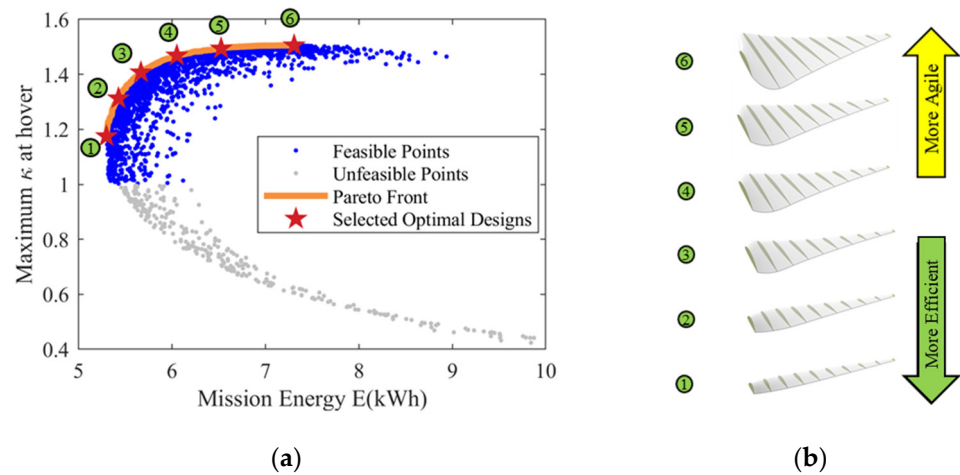 1.6
1.4
1.2
1
0.8
0.6
0.4
Maximum κ at hover
5 6 7 8 9 10
Mission Energy E(kWh)
1
2
3
4
5
6
Feasible Points
Unfeasible Points
Pareto Front
Selected Optimal Designs
(a)
6
5
4
3
2
1
More Agile
More Efficient
(b)